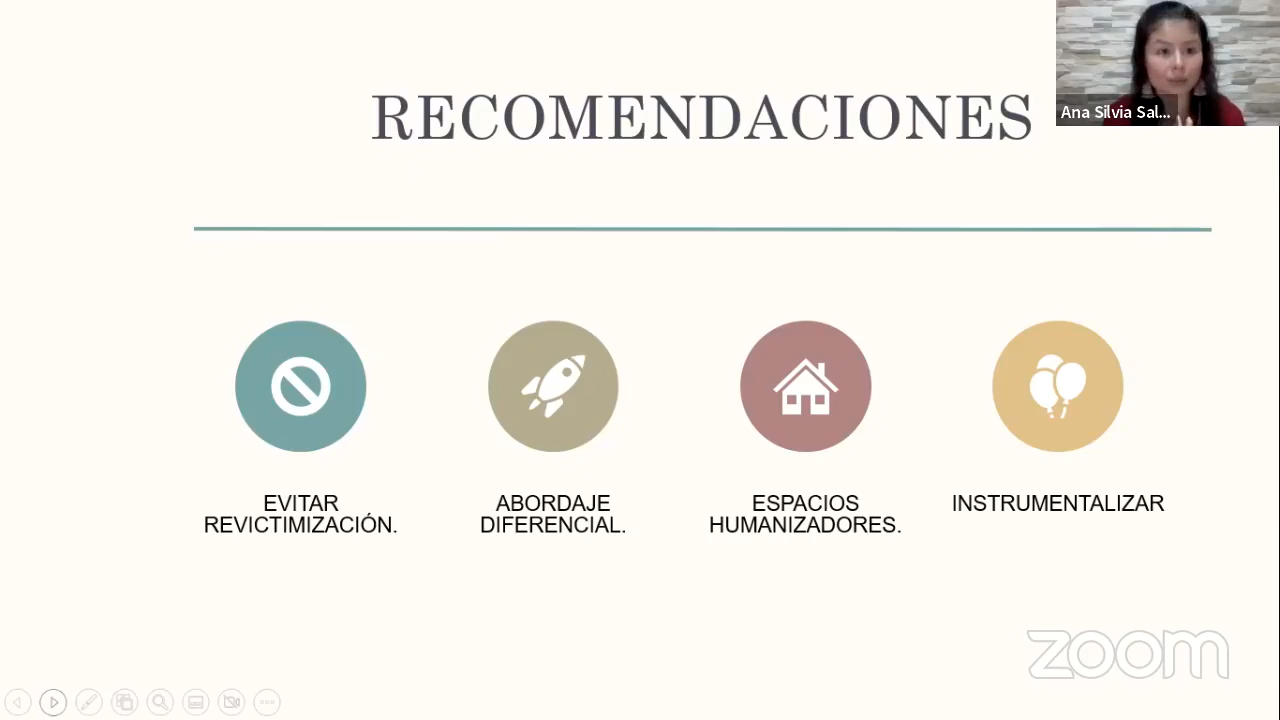 RECOMENDACIONES
Ana Silvia Sal...
EVITAR
REVICTIMIZACIÓN.
ABORDAJE
DIFERENCIAL.
ESPACIOS
HUMANIZADORES.
INSTRUMENTALIZAR
zoom